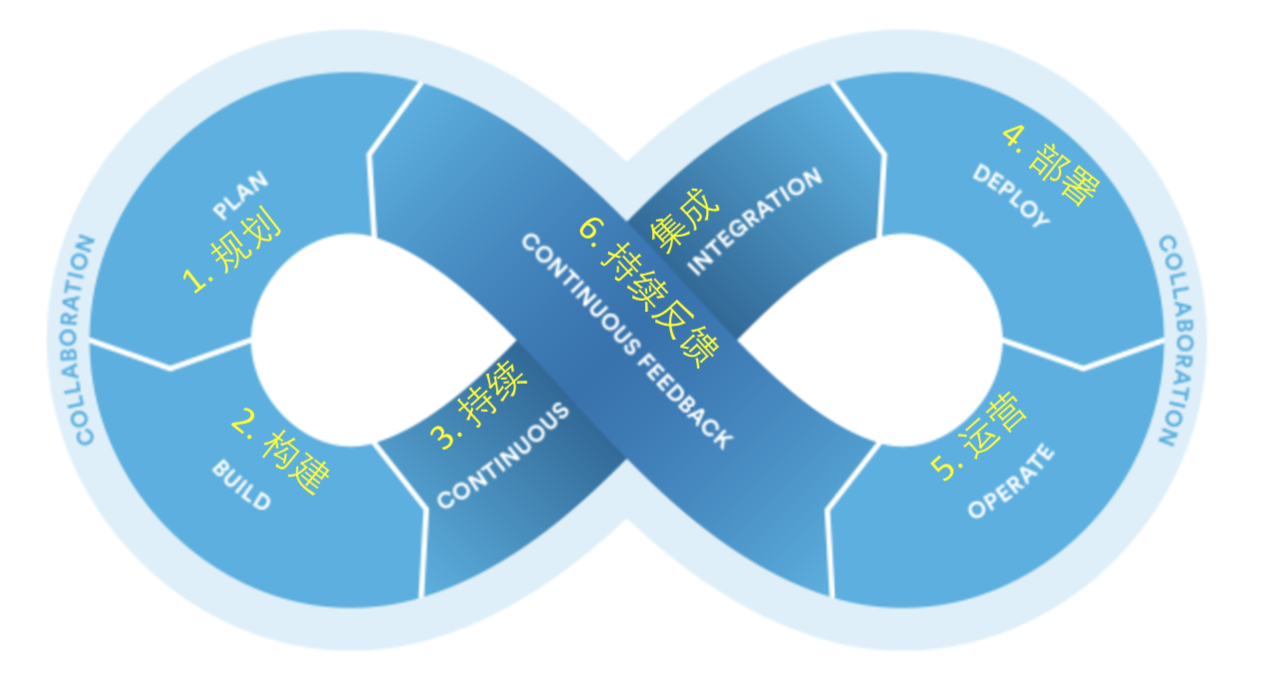 COLLABORATION
PLAN
1. 规划
2. 构建
BUILD
3. 持续
CONTINUOUS
集成
INTEGRATION
4. 部署
DEPLOY
5. 运营
OPERATE
6. 持续反馈
CONTINUOUS FEEDBACK
COLLABORATION